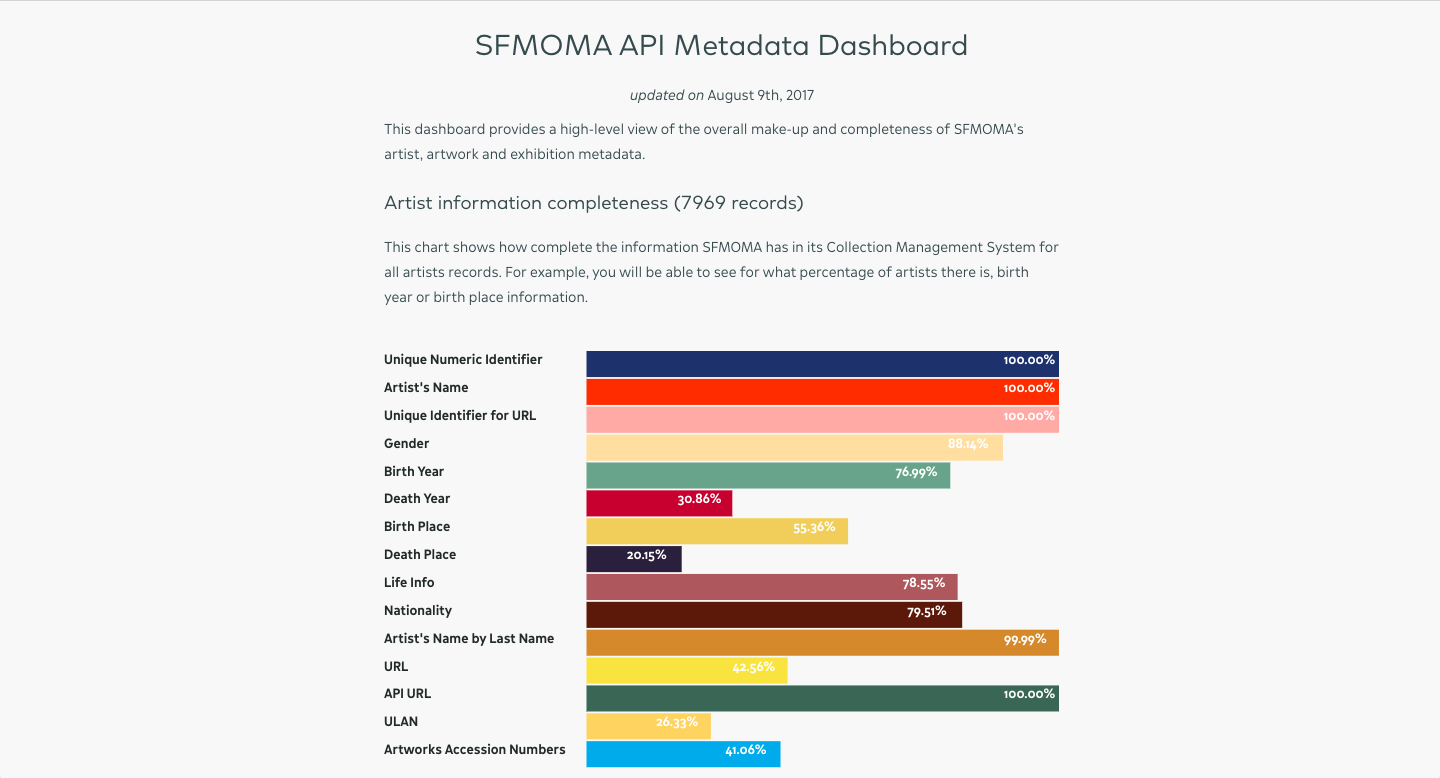 SFMOMA API Metadata Dashboard
updated on August 9th, 2017
This dashboard provides a high-level view of the overall make-up and completeness of SFMOMA's
artist, artwork and exhibition metadata.
Artist information completeness (7969 records)
This chart shows how complete the information SFMOMA has in its Collection Management System for
all artists records. For example, you will be able to see for what percentage of artists there is, birth
year or birth place information.
Unique Numeric Identifier 100.00%
Artist's Name 100.00%
Unique Identifier for URL 100.00%
Gender 88.14%
Birth Year 76.99%
Death Year 30.86%
Birth Place 55.36%
Death Place 20.15%
Life Info 78.55%
Nationality 79.51%
Artist's Name by Last Name 99.99%
URL 42.56%
API URL 100.00%
ULAN 26.33%
Artworks Accession Numbers 41.06%